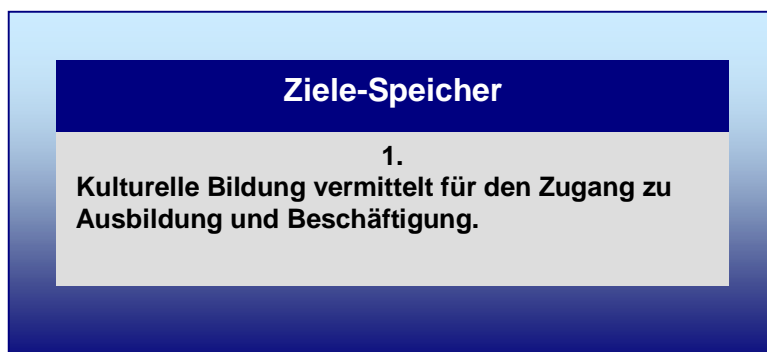 Ziele-Speicher
1.
Kulturelle Bildung vermittelt für den Zugang zu
Ausbildung und Beschäftigung.